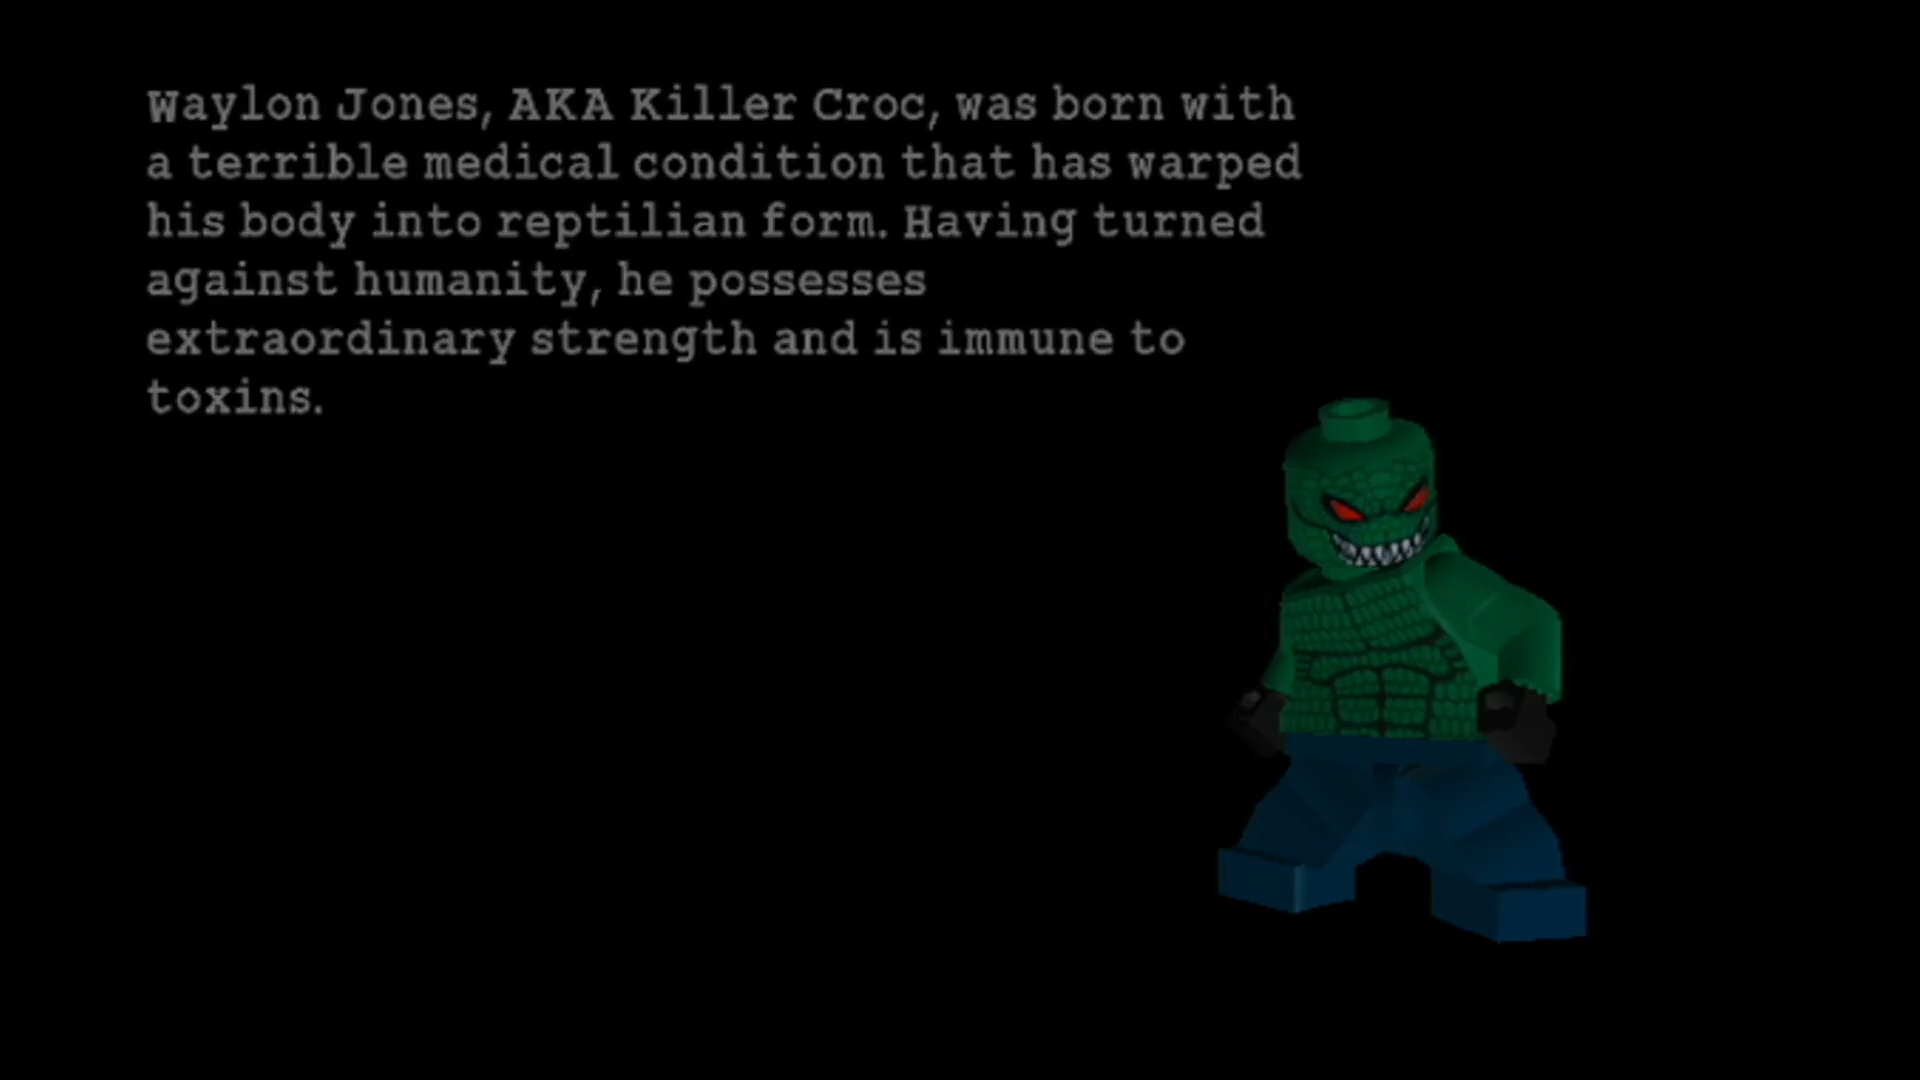 Waylon Jones, AKA Killer Croc, was born with
a terrible medical condition that has warped
his body into reptilian form. Having turned
against humanity, he possesses
extraordinary strength and is immune to
toxins.